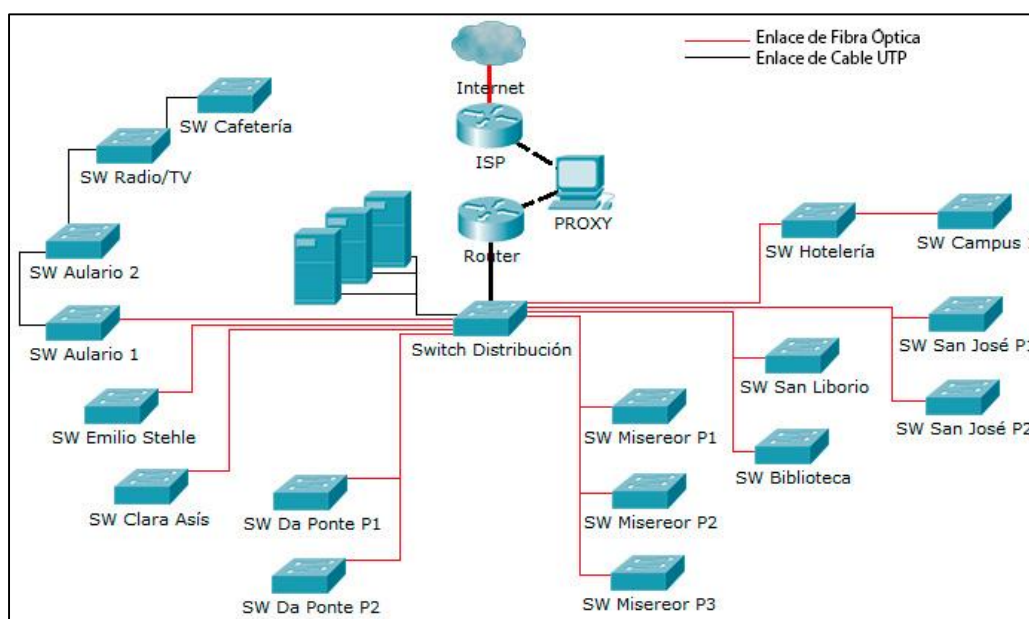 Enlace de Fibra Óptica
Enlace de Cable UTP
Internet
SW Cafetería
ISP
SW Radio/TV
PROXY
Router
SW Hotelería
SW Campus
SW Aulario 2
SW Aulario 1
Switch Distribución
SW San José P1
SW San Liborio
SW Emilio Stehle
SW Misereor P1
SW San José P2
SW Biblioteca
SW Clara Asís
SW Da Ponte P1
SW Misereor P2
SW Da Ponte P2
SW Misereor P3